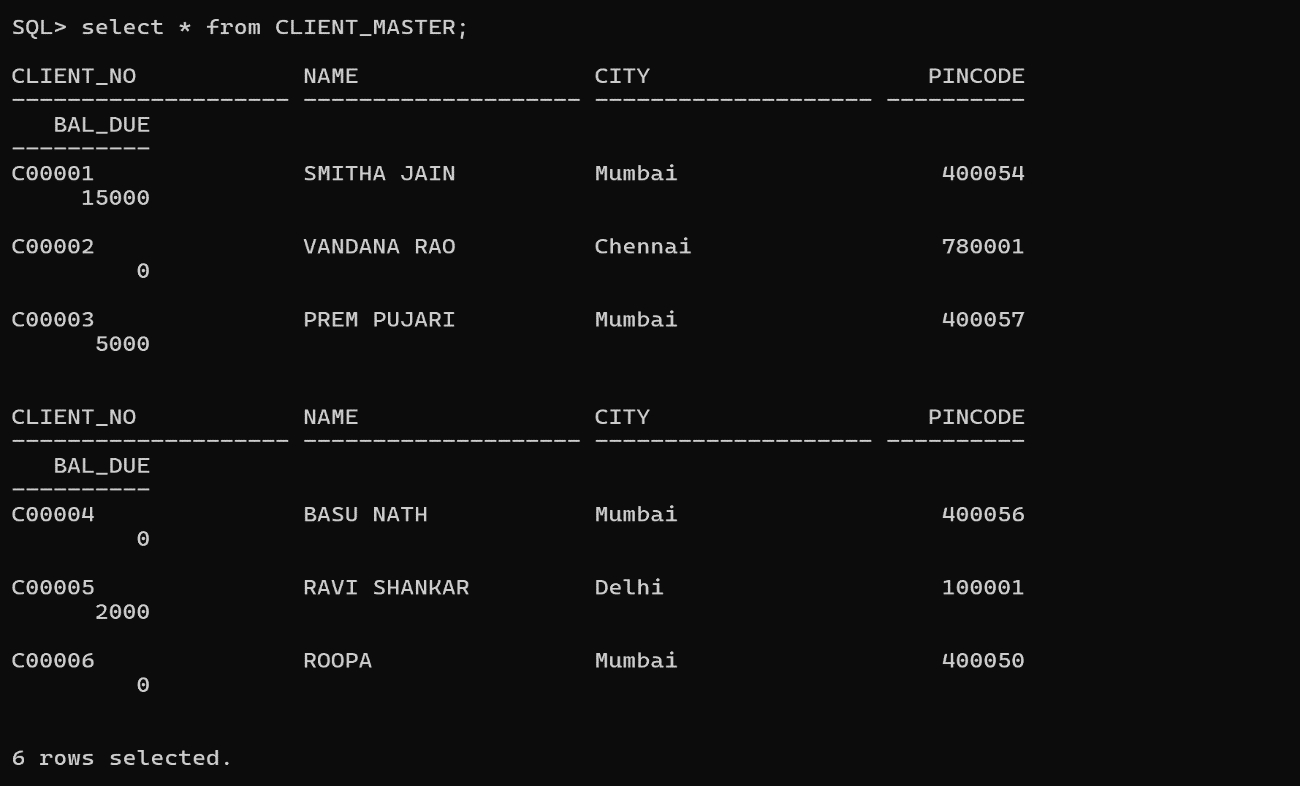 SQL> select * from CLIENT_MASTER;
CLIENT_NO            NAME                 CITY                    PINCODE
-------------------- -------------------- -------------------- ----------
   BAL_DUE
----------
C00001               SMITHA JAIN          Mumbai                   400054
     15000
C00002               VANDANA RAO          Chennai                  780001
         0
C00003               PREM PUJARI          Mumbai                   400057
      5000
CLIENT_NO            NAME                 CITY                    PINCODE
-------------------- -------------------- -------------------- ----------
   BAL_DUE
----------
C00004               BASU NATH            Mumbai                   400056
         0
C00005               RAVI SHANKAR         Delhi                    100001
      2000
C00006               ROOPA                Mumbai                   400050
         0
6 rows selected.